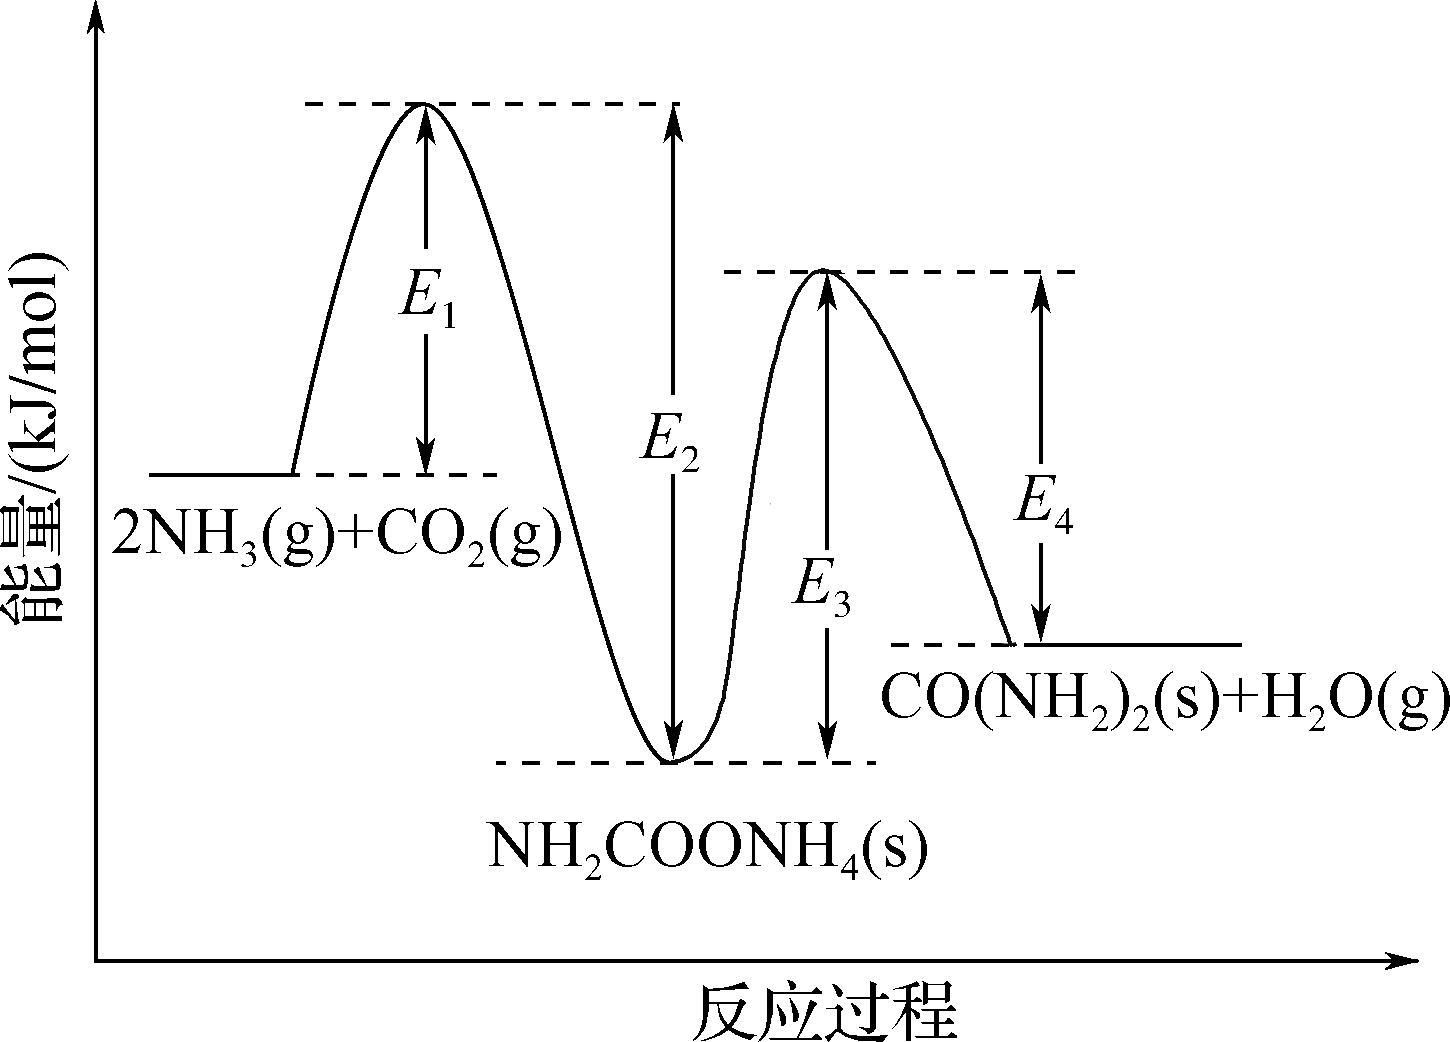 能量/(kJ/mol)
E₁
E₂
E₃
E₄
2NH₃(g)+CO₂(g)
CO(NH₂)₂(s)+H₂O(g)
NH₂COONH₄(s)
反应过程